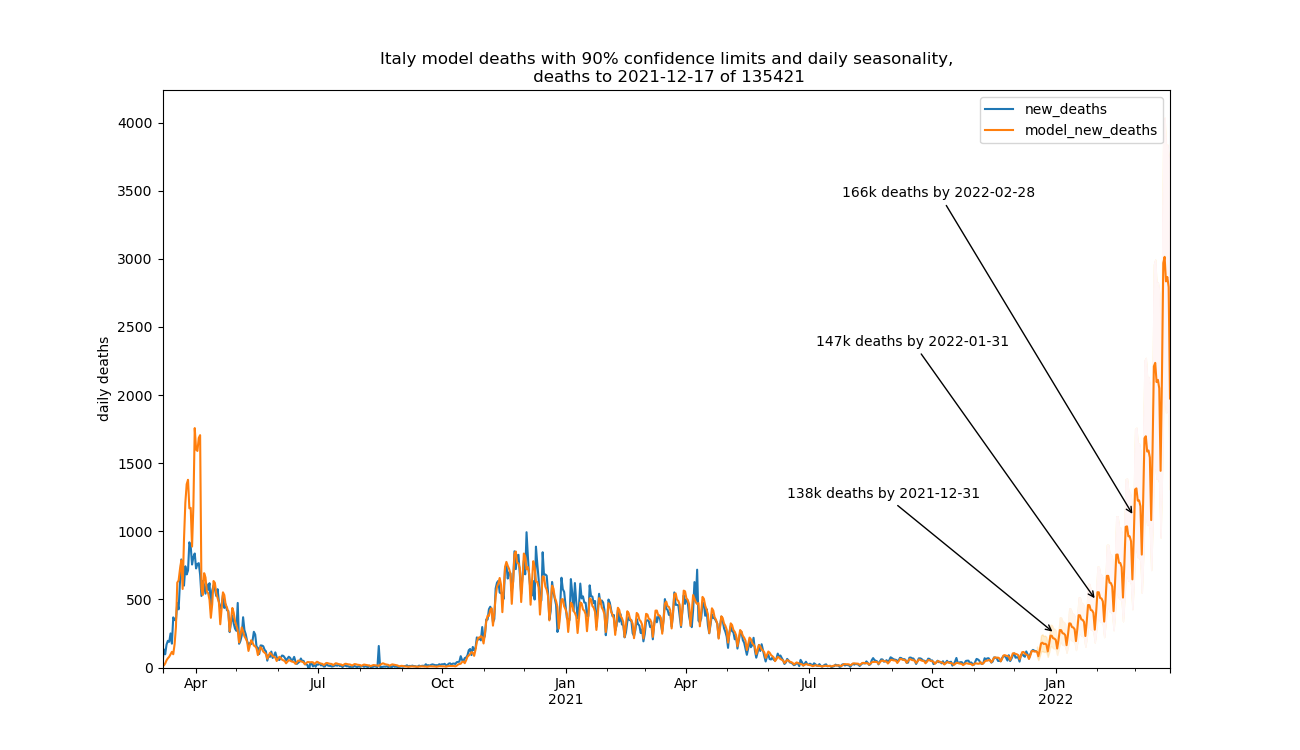 Italy model deaths with 90% confidence limits and daily seasonality,
deaths to 2021-12-17 of 135421
new_deaths
model_new_deaths
4000
3500
3000
2500
2000
1500
1000
500
0
daily deaths
166k deaths by 2022-02-28
147k deaths by 2022-01-31
138k deaths by 2021-12-31
Apr
Jul
Oct
Jan
2021
Apr
Jul
Oct
Jan
2022